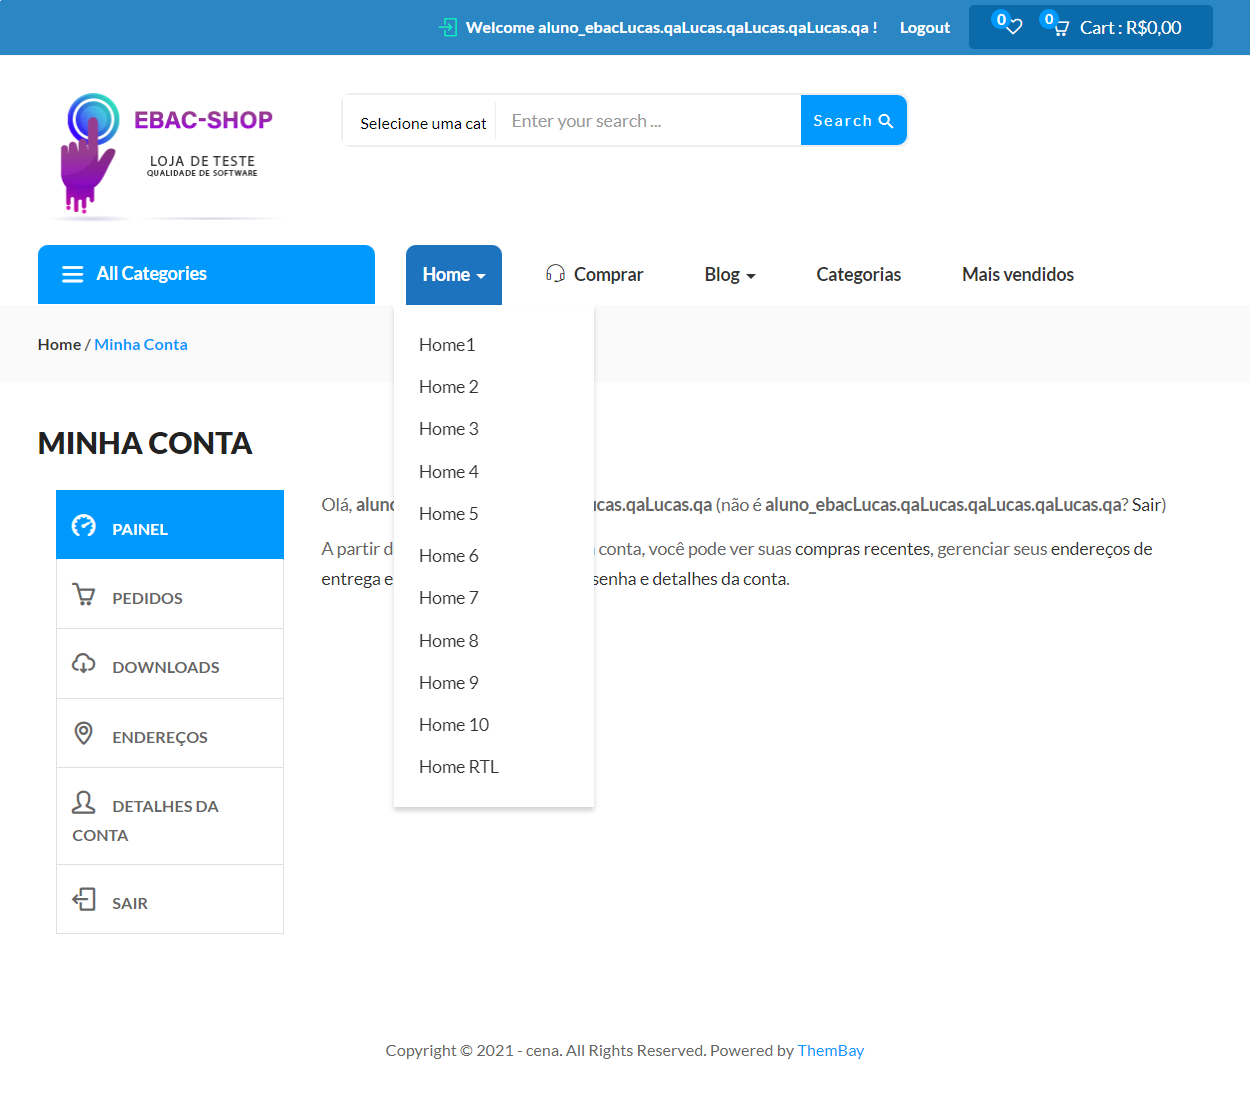 Welcome aluno_ebacLucas.qaLucas.qaLucas.qaLucas.qa !
Logout
0
0
Cart : R$0,00
EBAC-SHOP
LOJA DE TESTE
QUALIDADE DE SOFTWARE
Selecione uma cat
Enter your search ...
Search
All Categories
Home
Comprar
Blog
Categorias
Mais vendidos
Home / Minha Conta
Home1
Home 2
Home 3
Home 4
Home 5
Home 6
Home 7
Home 8
Home 9
Home 10
Home RTL
MINHA CONTA
PAINEL
PEDIDOS
DOWNLOADS
ENDEREÇOS
DETALHES DA
CONTA
SAIR
Olá, aluno ucas.qaLucas.qa (não é aluno_ebacLucas.qaLucas.qaLucas.qaLucas.qa? Sair)
A partir d conta, você pode ver suas compras recentes, gerenciar seus endereços de
entrega e senha e detalhes da conta.
Copyright © 2021 - cena. All Rights Reserved. Powered by ThemBay